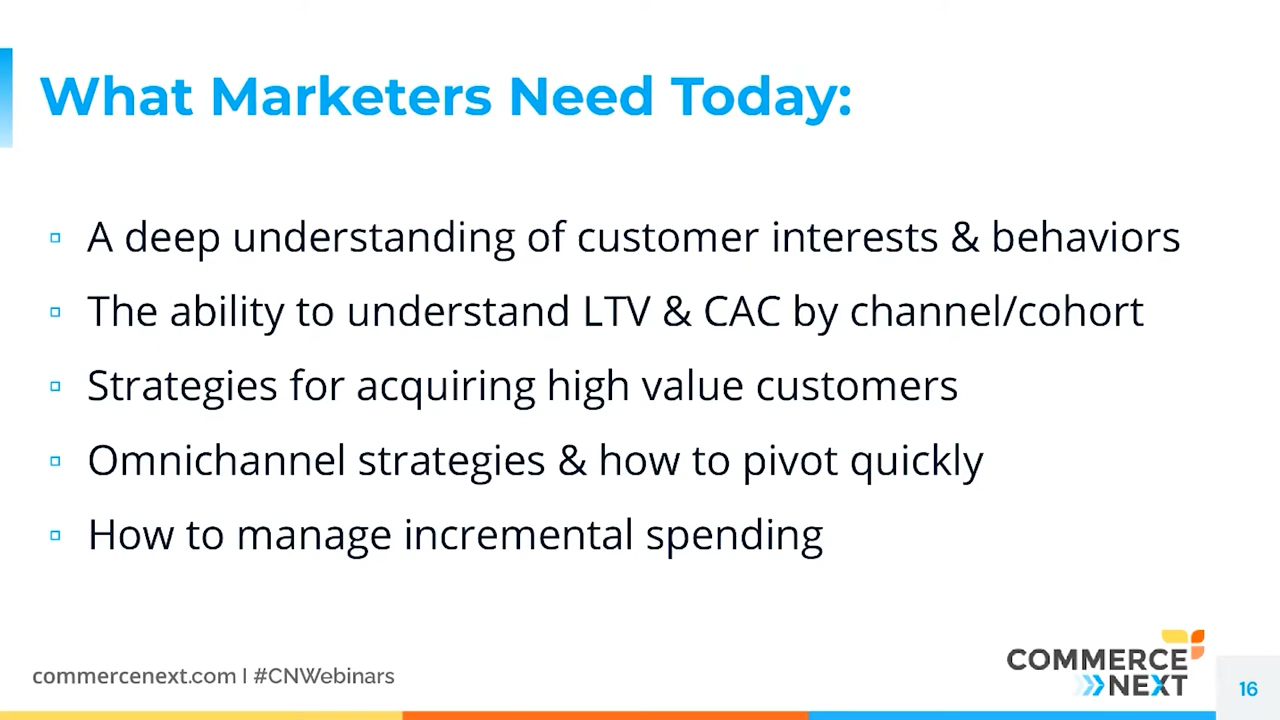 What Marketers Need Today:
▫ A deep understanding of customer interests & behaviors
▫ The ability to understand LTV & CAC by channel/cohort
▫ Strategies for acquiring high value customers
▫ Omnichannel strategies & how to pivot quickly
▫ How to manage incremental spending
commercenext.com | #CNWebinars
COMMERCE
NEXT
16